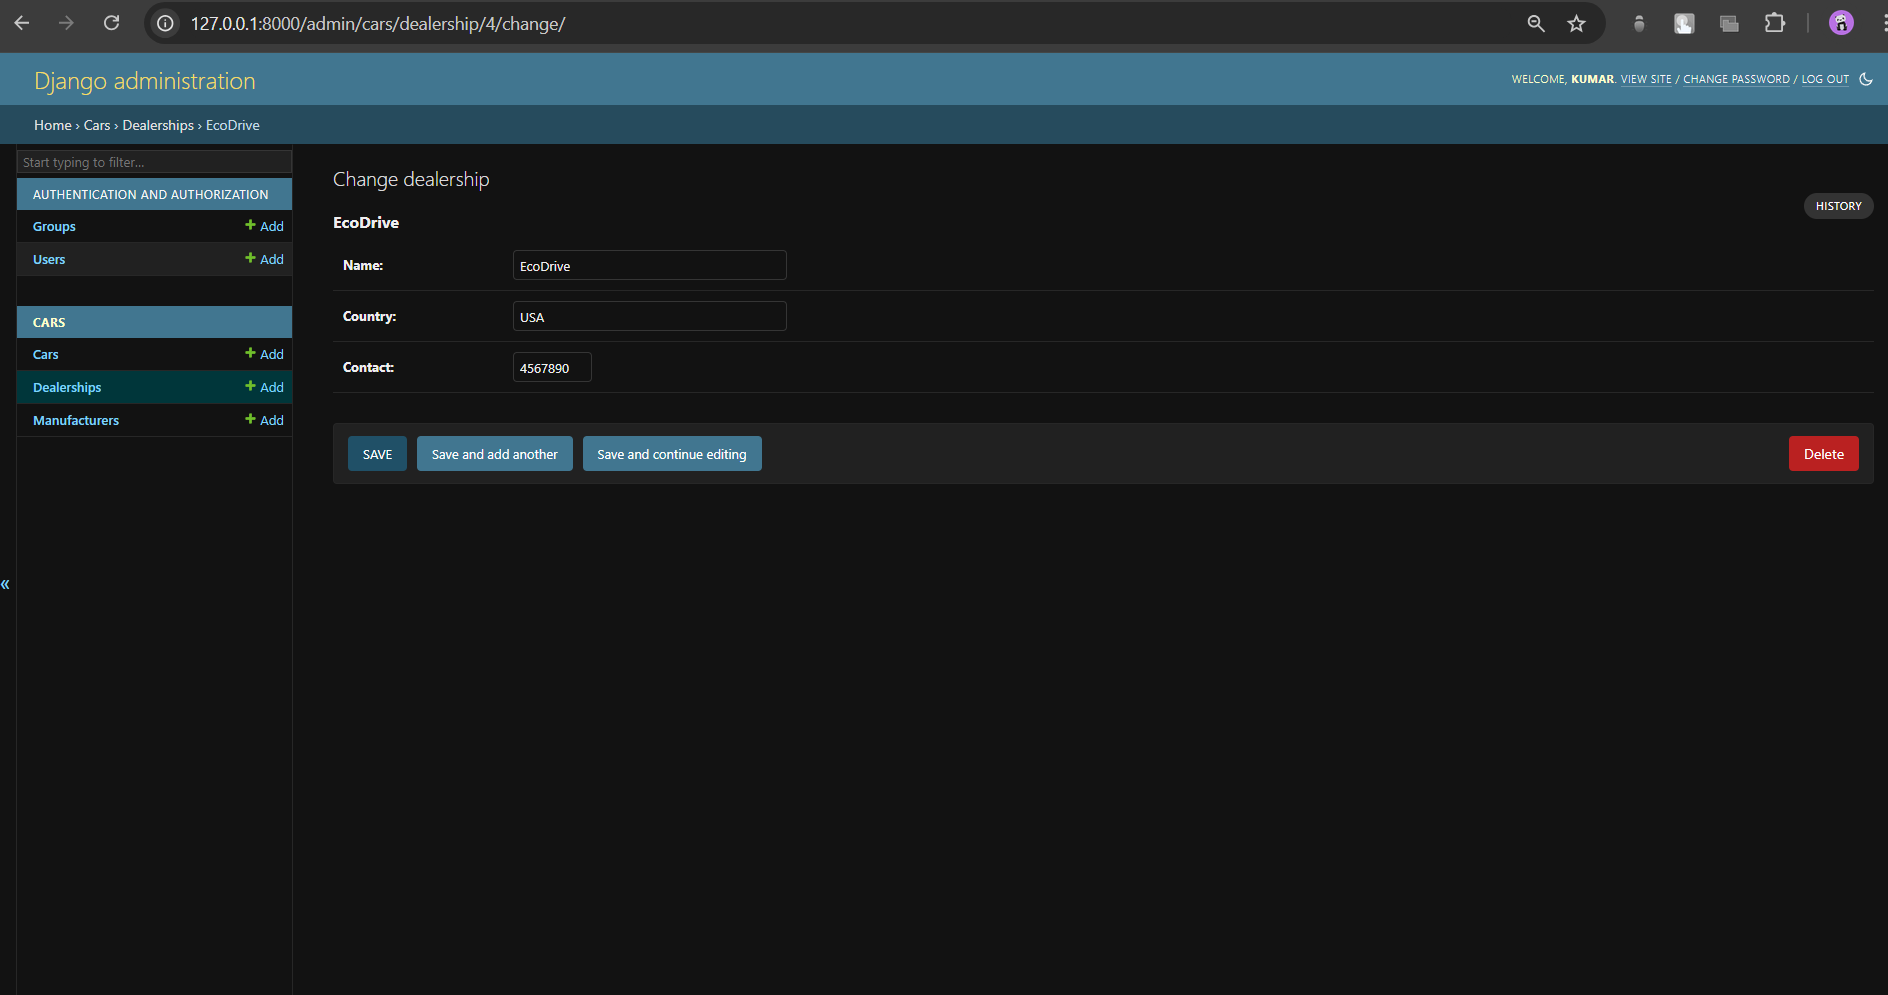 127.0.0.1:8000/admin/cars/dealership/4/change/
Django administration
WELCOME, KUMAR. VIEW SITE / CHANGE PASSWORD / LOG OUT
Home › Cars › Dealerships › EcoDrive
Start typing to filter...
AUTHENTICATION AND AUTHORIZATION
Groups + Add
Users + Add
CARS
Cars + Add
Dealerships + Add
Manufacturers + Add
«
Change dealership
HISTORY
EcoDrive
Name: EcoDrive
Country: USA
Contact: 4567890
SAVE Save and add another Save and continue editing Delete